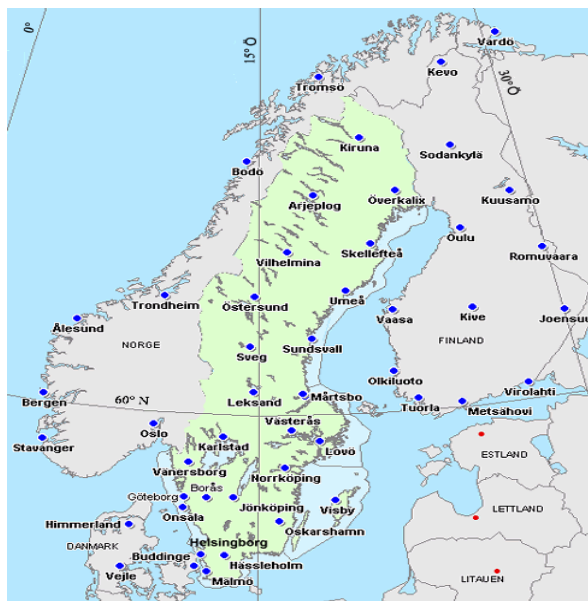 0°
15°Ö
30°Ö
Vardö
Kevo
Tromsö
Kiruna
Sodankylä
Bodö
Arjeplog
Överkalix
Kuusamo
Skellefteå
Oulu
Romuvaara
Vilhelmina
Umeå
Trondheim
Östersund
Vaasa
Kive
Joensuu
Ålesund
NORGE
Sveg
Sundsvall
FINLAND
Olkiluoto
Virolahti
Bergen
60° N
Leksand
Mårtsbo
Tuorla
Metsähovi
Oslo
Västerås
Stavanger
Karlstad
Lovö
ESTLAND
Vänersborg
Norrköping
Göteborg
Borås
Visby
LETTLAND
Onsala
Jönköping
Himmerland
Oskarshamn
DANMARK
Helsingborg
Buddinge
Hässleholm
Vejle
Malmö
LITAUEN